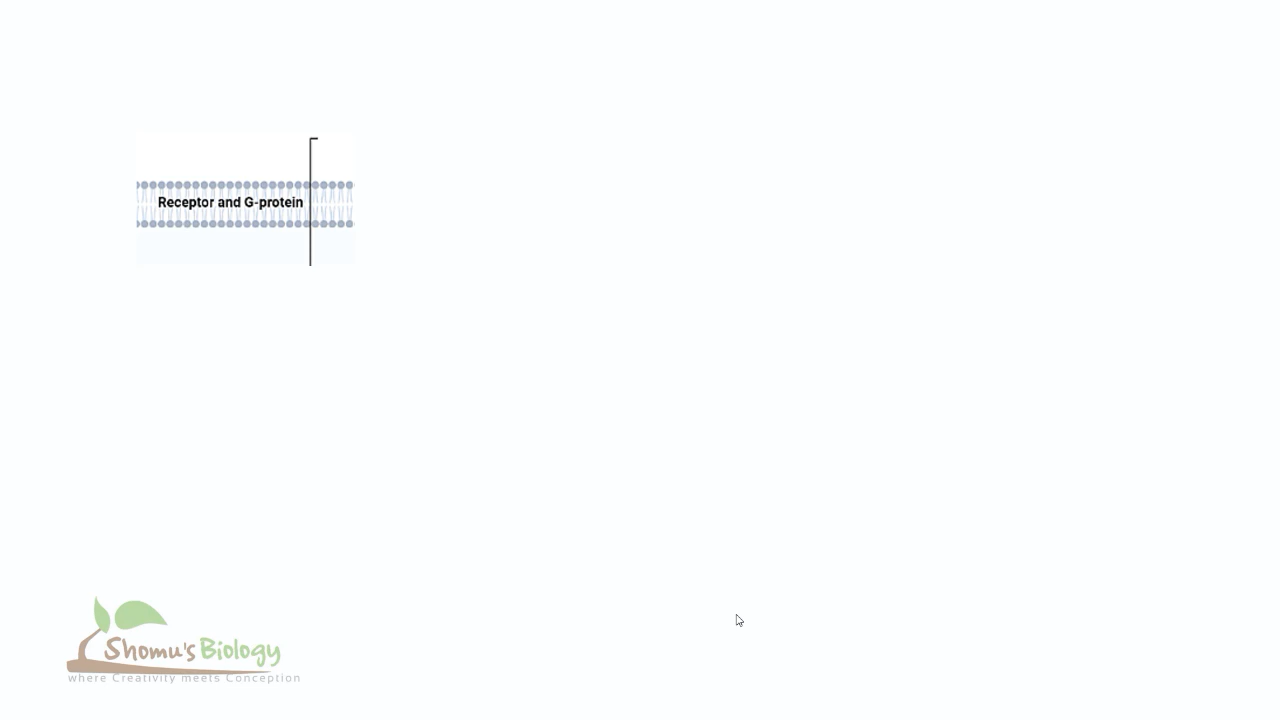 Receptor and G-protein
Shomu's Biology
where Creativity meets Conception